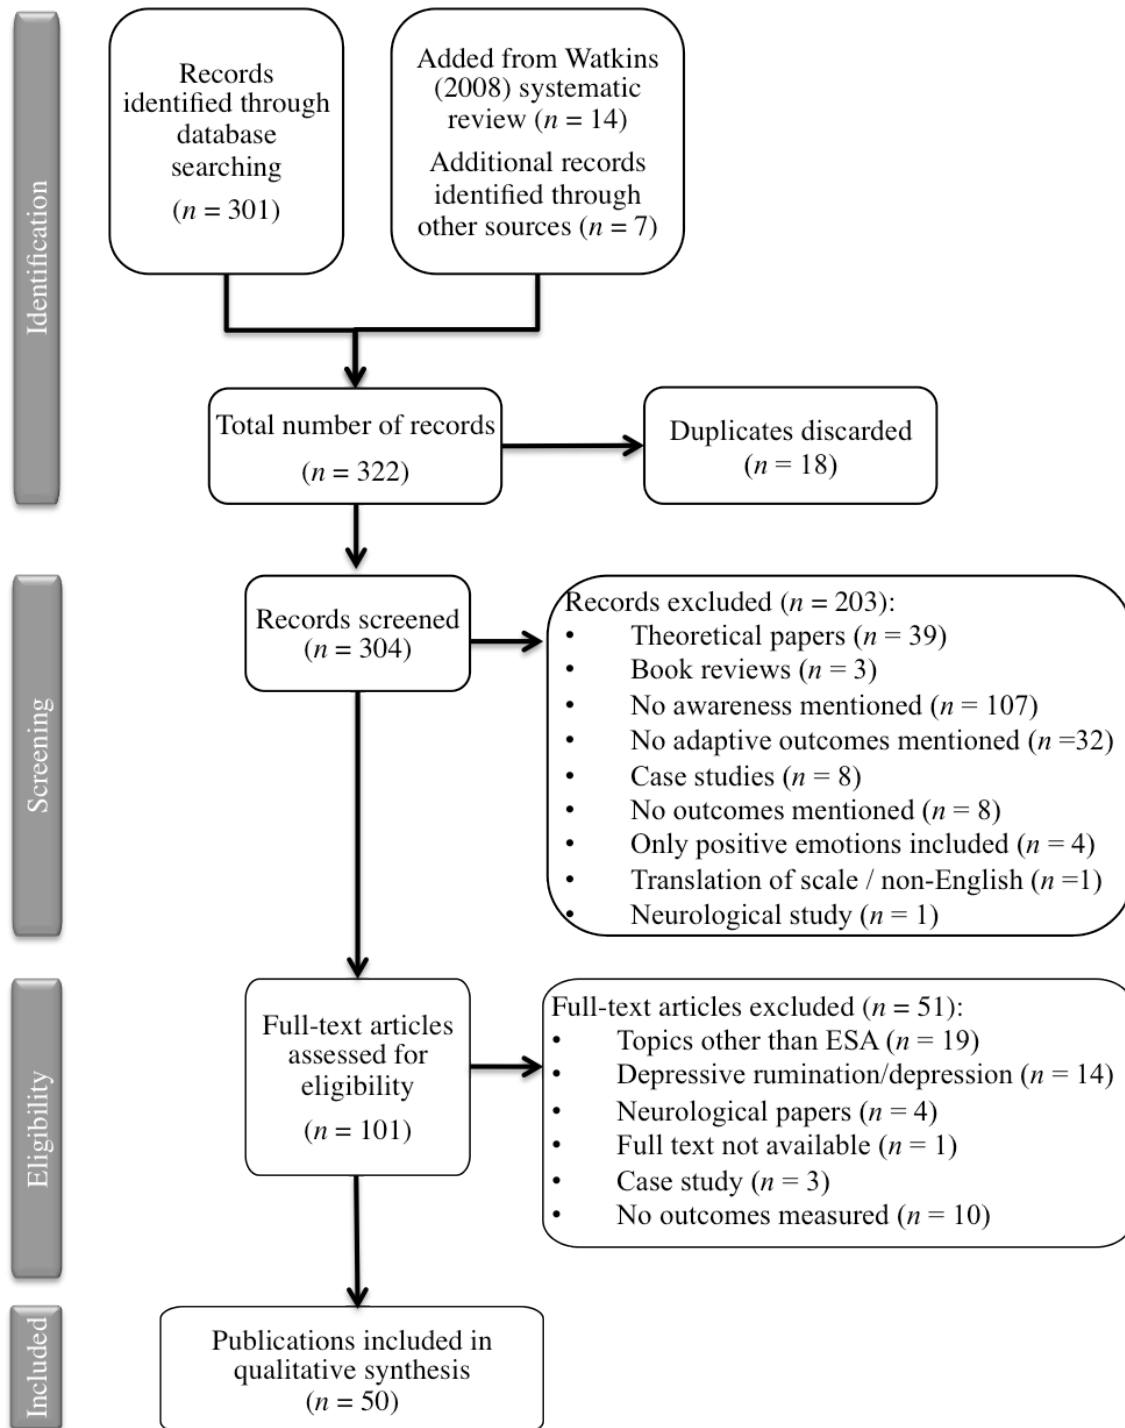 Identification
Records
identified through
database
searching
(n = 301)
Added from Watkins
(2008) systematic
review (n = 14)
Additional records
identified through
other sources (n = 7)
Total number of records
(n = 322)
Duplicates discarded
(n = 18)
Screening
Records screened
(n = 304)
Records excluded (n = 203):
• Theoretical papers (n = 39)
• Book reviews (n = 3)
• No awareness mentioned (n = 107)
• No adaptive outcomes mentioned (n =32)
• Case studies (n = 8)
• No outcomes mentioned (n = 8)
• Only positive emotions included (n = 4)
• Translation of scale / non-English (n =1)
• Neurological study (n = 1)
Eligibility
Full-text articles
assessed for
eligibility
(n = 101)
Full-text articles excluded (n = 51):
• Topics other than ESA (n = 19)
• Depressive rumination/depression (n = 14)
• Neurological papers (n = 4)
• Full text not available (n = 1)
• Case study (n = 3)
• No outcomes measured (n = 10)
Included
Publications included in
qualitative synthesis
(n = 50)